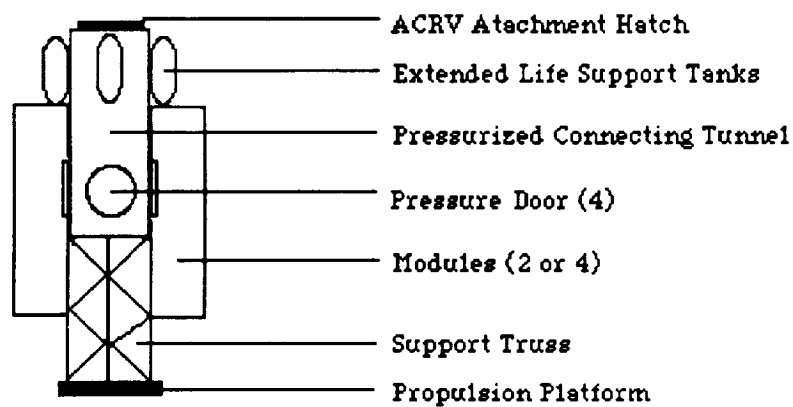 ACRV Atachment Hatch
Extended Life Support Tanks
Pressurized Connecting Tunnel
Pressure Door (4)
Modules (2 or 4)
Support Truss
Propulsion Platform